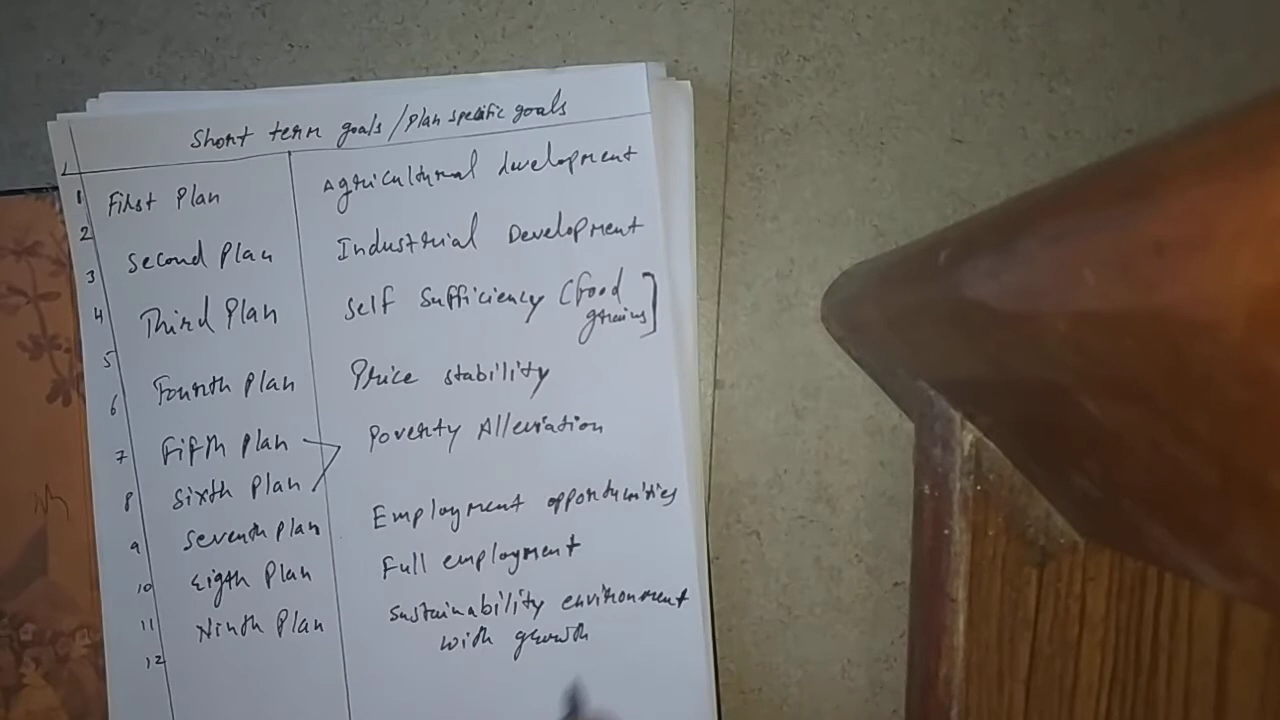 Short term goals/Plan specific goals
1 First Plan Agricultural development
2 Second Plan Industrial Development
3 Third Plan Self Sufficiency (food grains]
4 Fourth Plan Price stability
5 Fifth Plan Poverty Alleviation
6 Sixth Plan
7 Seventh Plan Employment opportunities
8 Eigth Plan Full employment
9 Ninth Plan Sustainability environment
with growth
10
11
12